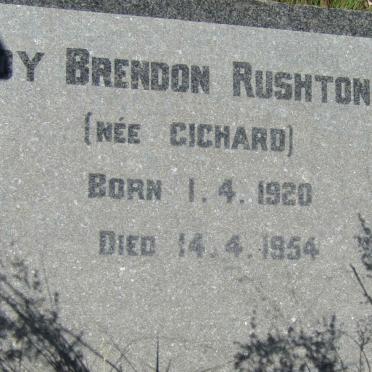 Y BRENDON RUSHTON
(NÉE CICHARD)
BORN 1.4.1920
DIED 14.4.1954